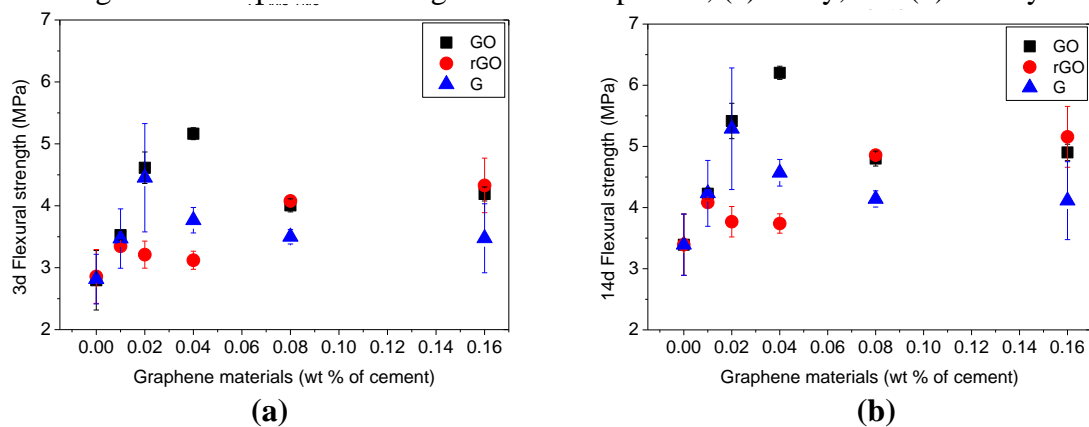 GO
rGO
G
3d Flexural strength (MPa)
7
6
5
4
3
2
0.00 0.02 0.04 0.06 0.08 0.10 0.12 0.14 0.16
Graphene materials (wt % of cement)
(a)
GO
rGO
G
14d Flexural strength (MPa)
7
6
5
4
3
2
0.00 0.02 0.04 0.06 0.08 0.10 0.12 0.14 0.16
Graphene materials (wt % of cement)
(b)